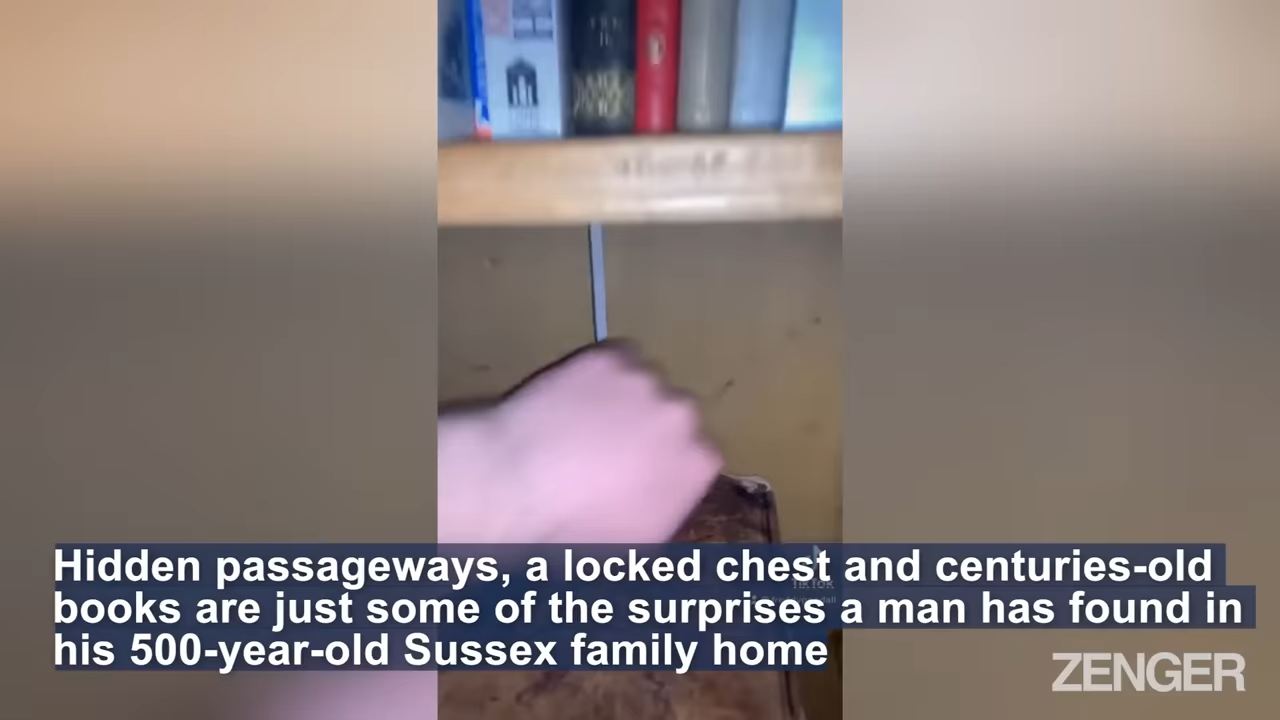 Hidden passageways, a locked chest and centuries-old
books are just some of the surprises a man has found in
his 500-year-old Sussex family home
TikTok
ZENGER